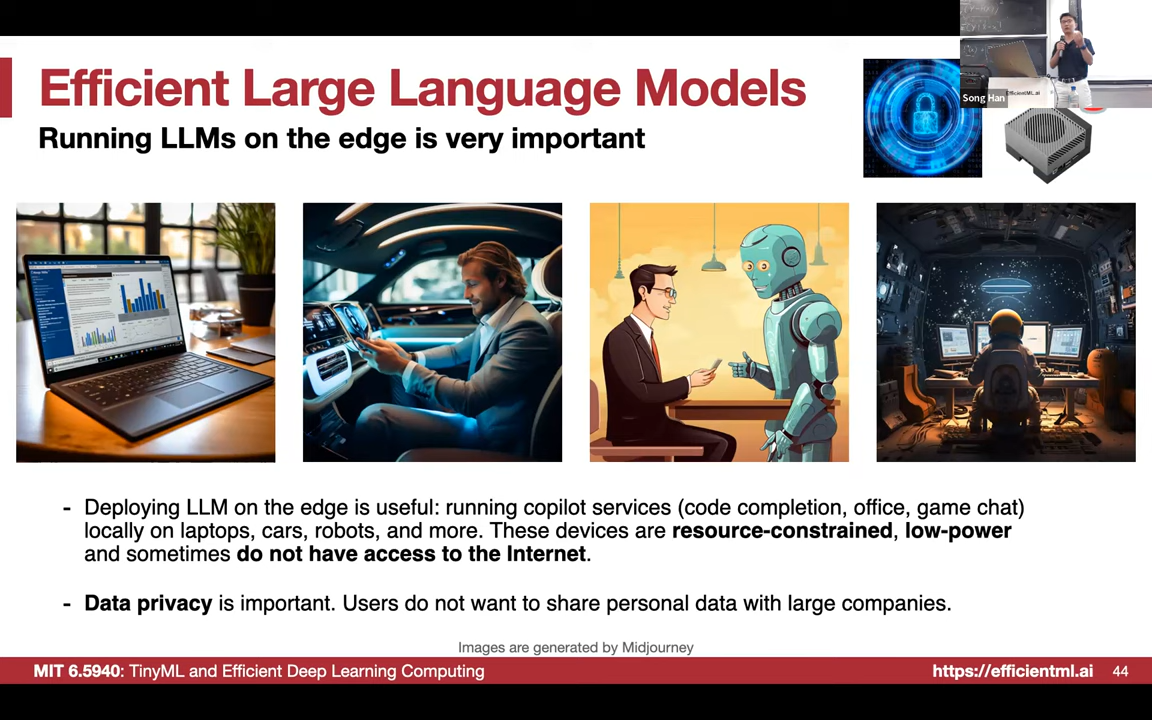 Efficient Large Language Models
Running LLMs on the edge is very important
Song Han
EfficientML.ai
- Deploying LLM on the edge is useful: running copilot services (code completion, office, game chat)
locally on laptops, cars, robots, and more. These devices are resource-constrained, low-power
and sometimes do not have access to the Internet.
- Data privacy is important. Users do not want to share personal data with large companies.
Images are generated by Midjourney
MIT 6.5940: TinyML and Efficient Deep Learning Computing
https://efficientml.ai
44